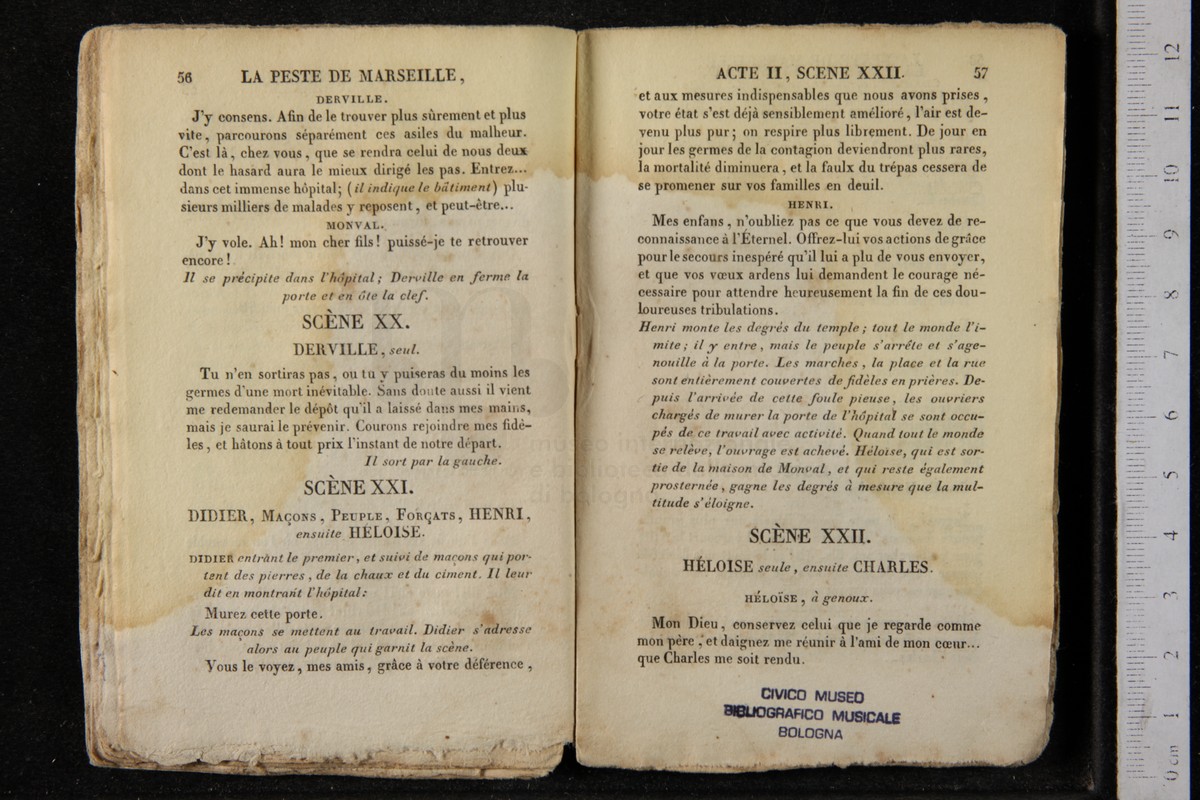 56 LA PESTE DE MARSEILLE,
DERVILLE.
J'y consens. Afin de le trouver plus sûrement et plus
vite, parcourons séparément ces asiles du malheur.
C'est là, chez vous, que se rendra celui de nous deux
dont le hasard aura le mieux dirigé les pas. Entrez...
dans cet immense hôpital; (il indique le bâtiment) plu-
sieurs milliers de malades y reposent, et peut-être...
MONVAL.
J'y vole. Ah! mon cher fils! puissé-je te retrouver
encore!
Il se précipite dans l'hôpital; Derville en ferme la
porte et en ôte la clef.
SCÈNE XX.
DERVILLE, seul.
Tu n'en sortiras pas, ou tu y puiseras du moins les
germes d'une mort inévitable. Sans doute aussi il vient
me redemander le dépôt qu'il a laissé dans mes mains,
mais je saurai le prévenir. Courons rejoindre mes fidè-
les, et hâtons à tout prix l'instant de notre départ.
Il sort par la gauche.
SCÈNE XXI.
DIDIER, MAÇONS, PEUPLE, FORÇATS, HENRI,
ensuite HÉLOISE.
DIDIER entrant le premier, et suivi de maçons qui por-
tent des pierres, de la chaux et du ciment. Il leur
dit en montrant l'hôpital:
Murez cette porte.
Les maçons se mettent au travail. Didier s'adresse
alors au peuple qui garnit la scène.
Vous le voyez, mes amis, grâce à votre déférence,
ACTE II, SCENE XXII. 57
et aux mesures indispensables que nous avons prises,
votre état s'est déjà sensiblement amélioré, l'air est de-
venu plus pur; on respire plus librement. De jour en
jour les germes de la contagion deviendront plus rares,
la mortalité diminuera, et la faulx du trépas cessera de
se promener sur vos familles en deuil.
HENRI.
Mes enfans, n'oubliez pas ce que vous devez de re-
connaissance à l'Éternel. Offrez-lui vos actions de grâce
pour le secours inespéré qu'il lui a plu de vous envoyer,
et que vos vœux ardens lui demandent le courage né-
cessaire pour attendre heureusement la fin de ces dou-
loureuses tribulations.
Henri monte les degrés du temple; tout le monde l'i-
mite; il y entre, mais le peuple s'arrête et s'age-
nouille à la porte. Les marches, la place et la rue
sont entièrement couvertes de fidèles en prières. De-
puis l'arrivée de cette foule pieuse, les ouvriers
chargés de murer la porte de l'hôpital se sont occu-
pés de ce travail avec activité. Quand tout le monde
se relève, l'ouvrage est achevé. Héloïse, qui est sor-
tie de la maison de Monval, et qui reste également
prosternée, gagne les degrés à mesure que la mul-
titude s'éloigne.
SCÈNE XXII.
HÉLOISE seule, ensuite CHARLES.
HÉLOÏSE, à genoux.
Mon Dieu, conservez celui que je regarde comme
mon père, et daignez me réunir à l'ami de mon cœur...
que Charles me soit rendu.
CIVICO MUSEO
BIBLIOGRAFICO MUSICALE
BOLOGNA
12
11
10
9
8
7
6
5
4
3
2
1
0 cm